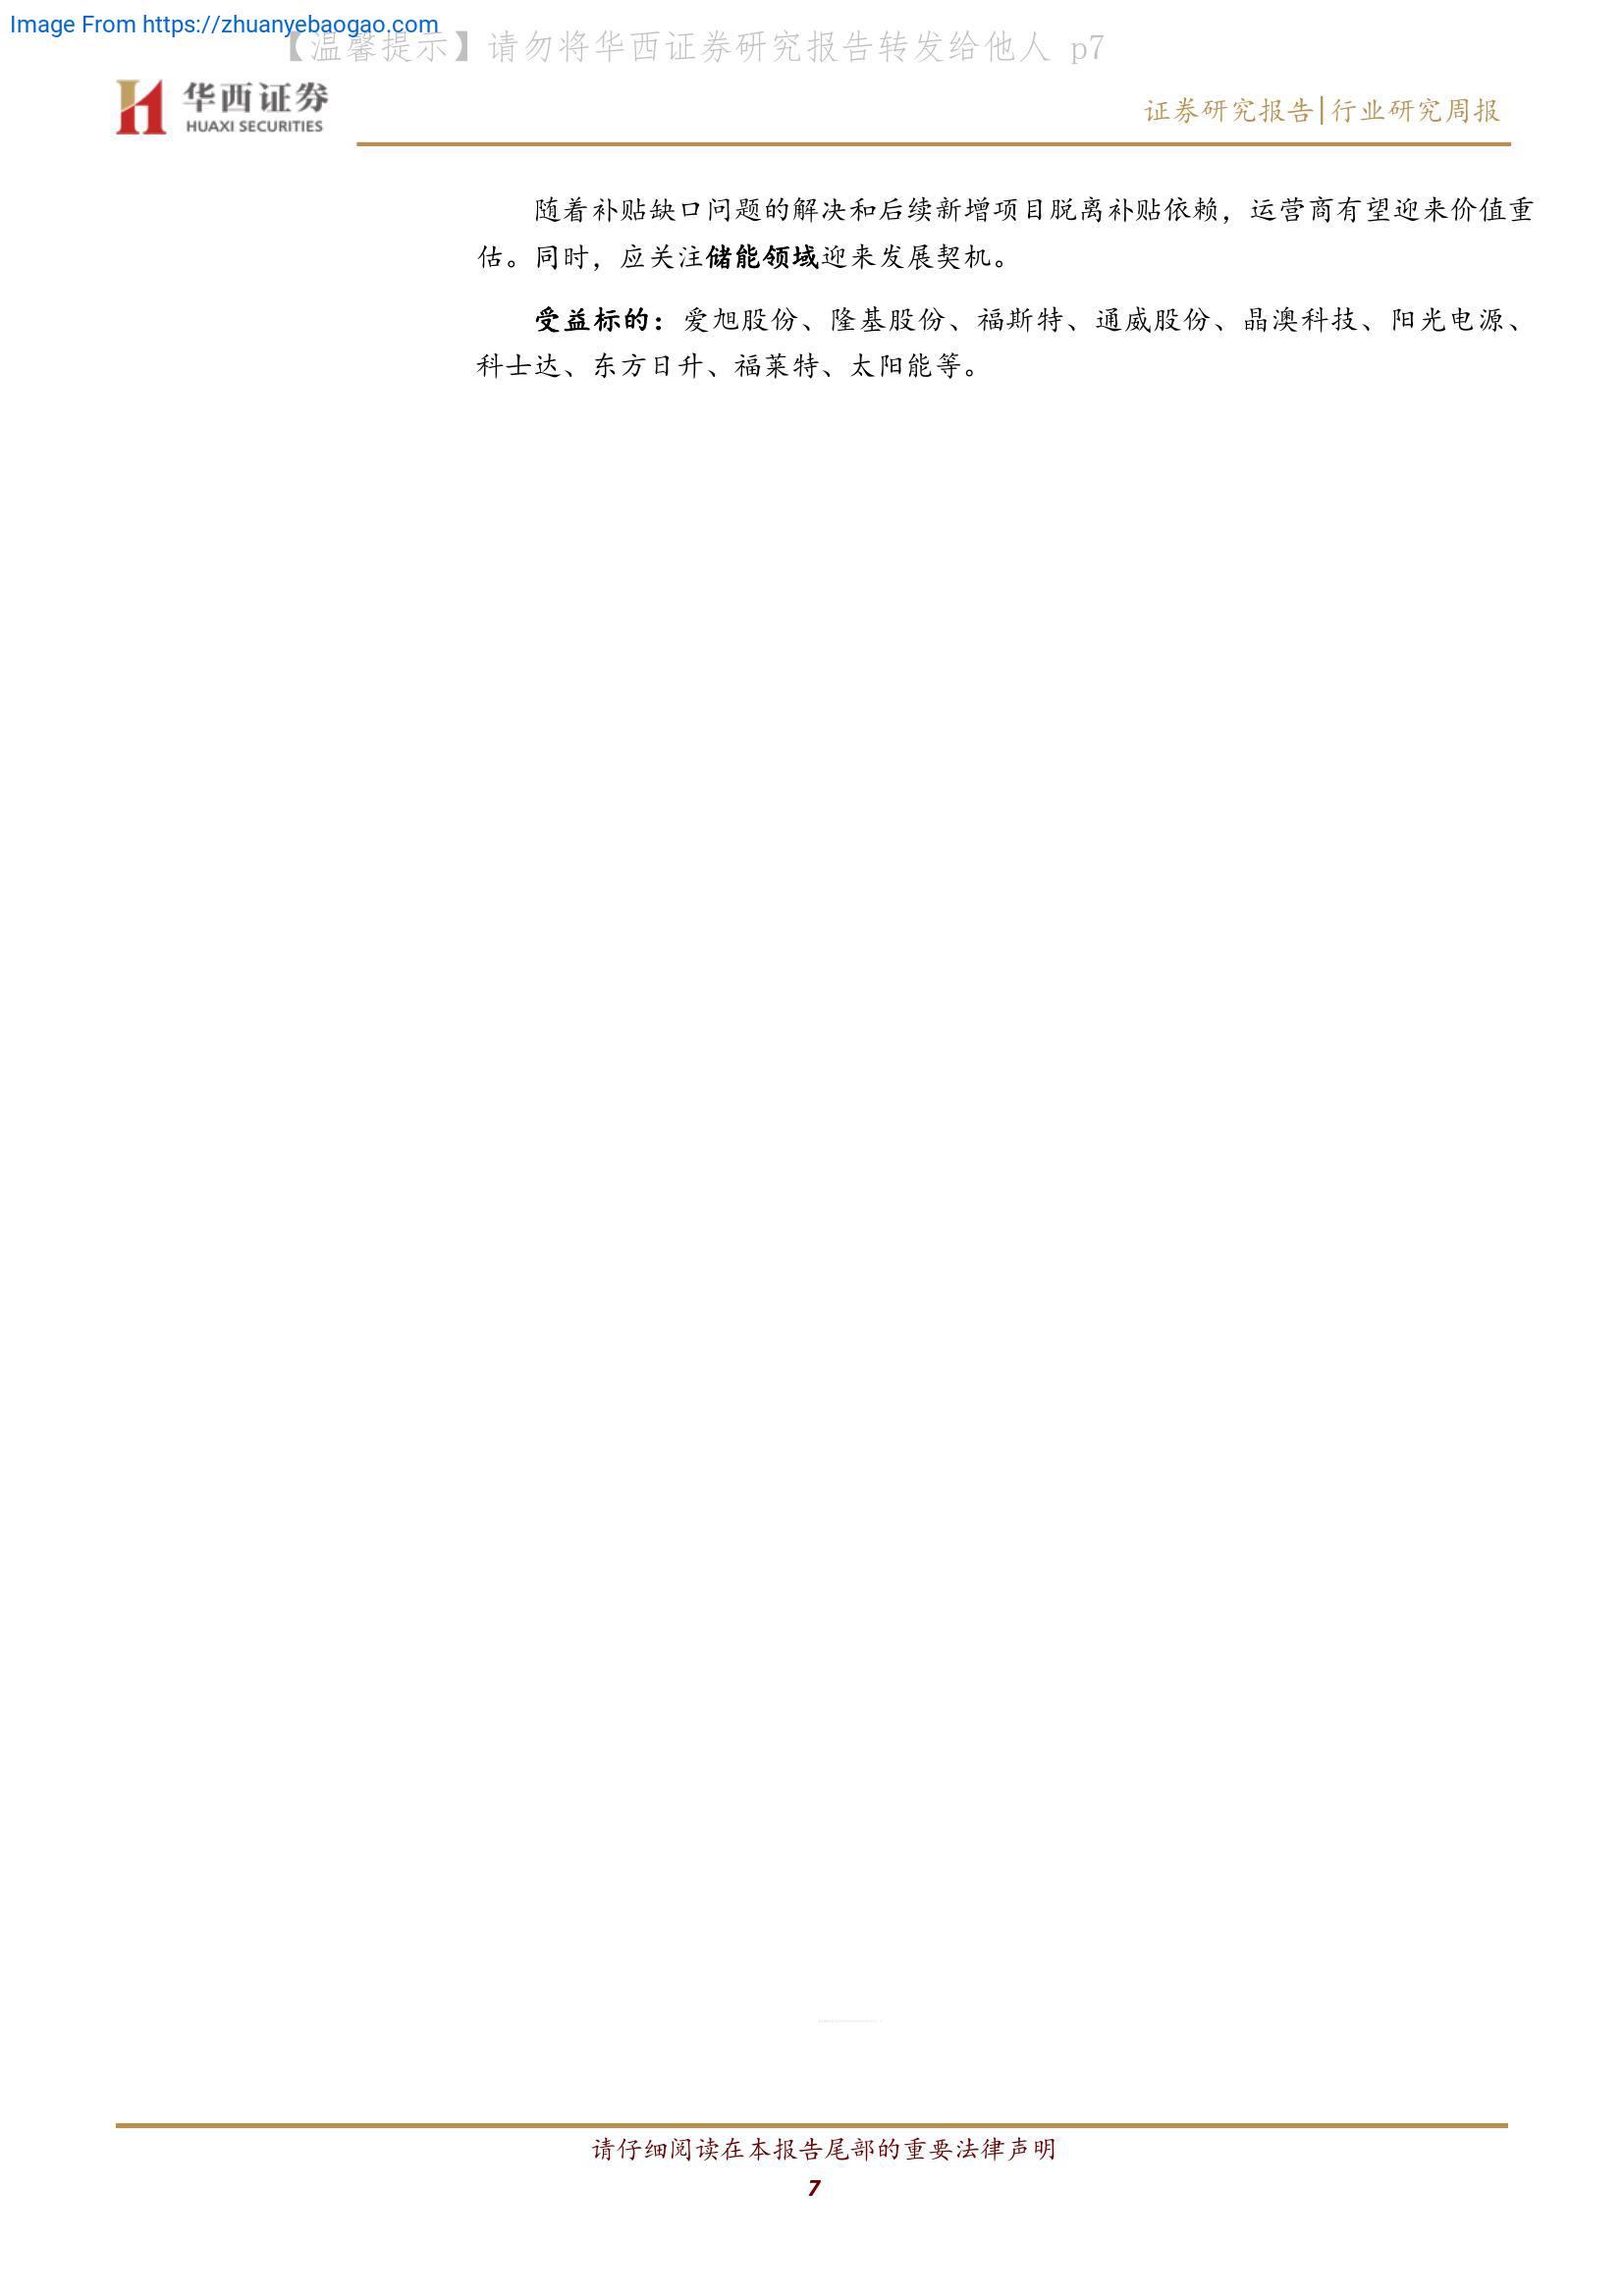 Image From https://zhuanyebaogao.com
【温馨提示】请勿将华西证券研究报告转发给他人 p7
华西证券
HUAXI SECURITIES
证券研究报告|行业研究周报
随着补贴缺口问题的解决和后续新增项目脱离补贴依赖，运营商有望迎来价值重
估。同时，应关注储能领域迎来发展契机。
受益标的：爱旭股份、隆基股份、福斯特、通威股份、晶澳科技、阳光电源、
科士达、东方日升、福莱特、太阳能等。
请仔细阅读在本报告尾部的重要法律声明
7